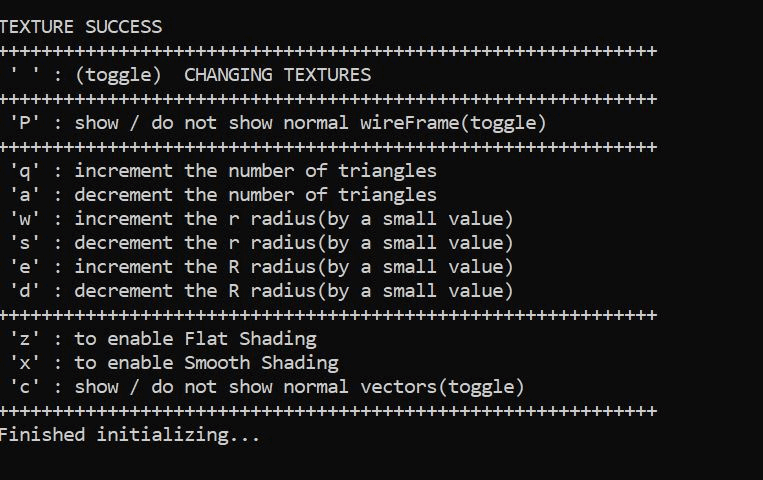 TEXTURE SUCCESS
++++++++++++++++++++++++++++++++++++++++++++++++++++++++++++
' ' : (toggle)  CHANGING TEXTURES
++++++++++++++++++++++++++++++++++++++++++++++++++++++++++++
'P' : show / do not show normal wireFrame(toggle)
++++++++++++++++++++++++++++++++++++++++++++++++++++++++++++
'q' : increment the number of triangles
'a' : decrement the number of triangles
'w' : increment the r radius(by a small value)
's' : decrement the r radius(by a small value)
'e' : increment the R radius(by a small value)
'd' : decrement the R radius(by a small value)
++++++++++++++++++++++++++++++++++++++++++++++++++++++++++++
'z' : to enable Flat Shading
'x' : to enable Smooth Shading
'c' : show / do not show normal vectors(toggle)
++++++++++++++++++++++++++++++++++++++++++++++++++++++++++++
Finished initializing...